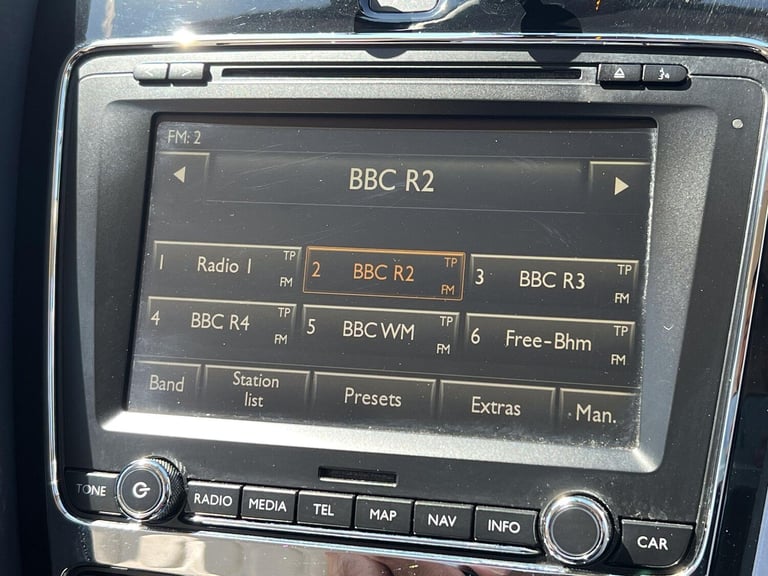 < >
FM: 2
BBC R2
1 Radio 1 TP FM
2 BBC R2 TP FM
3 BBC R3 TP FM
4 BBC R4 TP FM
5 BBC WM TP FM
6 Free-Bhm TP FM
Band
Station
list
Presets
Extras
Man.
TONE
RADIO
MEDIA
TEL
MAP
NAV
INFO
CAR